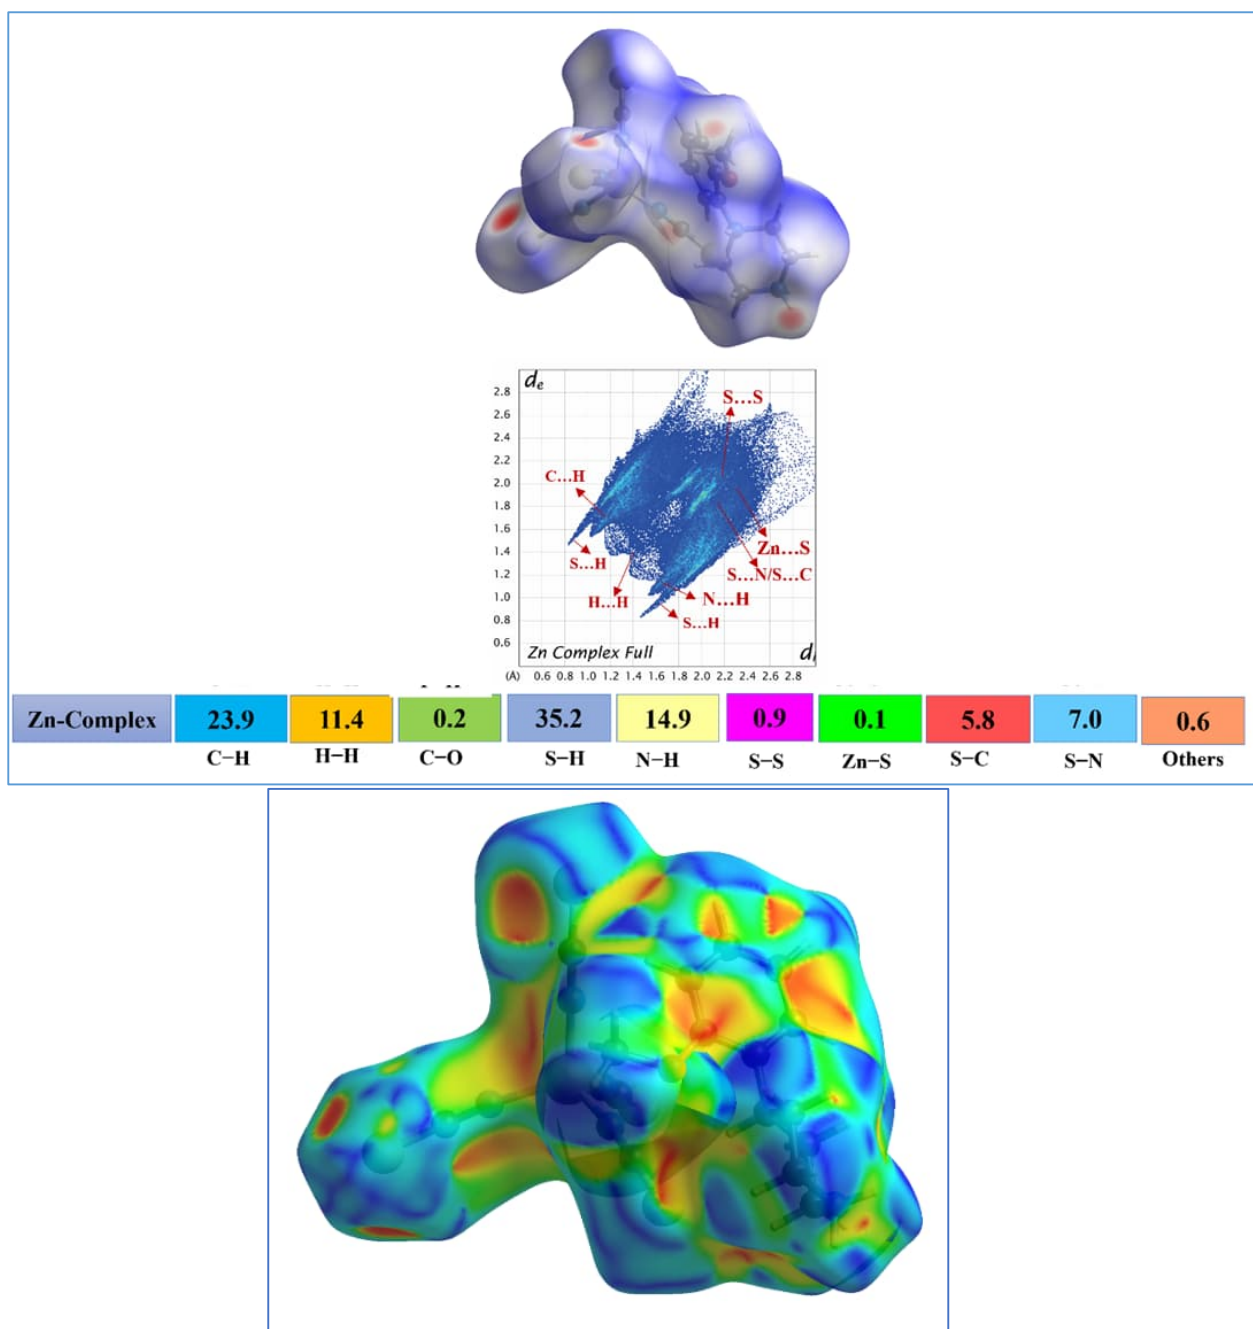 dₑ
2.8
2.6
2.4
2.2
2.0
1.8
1.6
1.4
1.2
1.0
0.8
0.6
S...S
C...H
Zn...S
S...H
S...N/S...C
H...H
N...H
S...H
Zn Complex Full
dᵢ
(A) 0.6 0.8 1.0 1.2 1.4 1.6 1.8 2.0 2.2 2.4 2.6 2.8
Zn-Complex 23.9 11.4 0.2 35.2 14.9 0.9 0.1 5.8 7.0 0.6
C−H H−H C−O S−H N−H S−S Zn−S S−C S−N Others